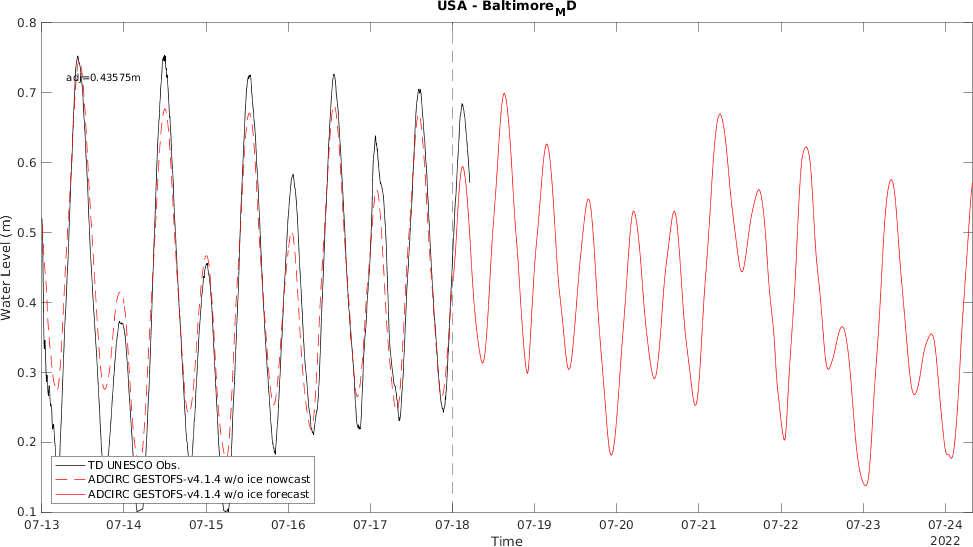 USA - Baltimore_MD
0.8
0.7
0.6
0.5
0.4
0.3
0.2
0.1
Water Level (m)
adj=0.43575m
TD UNESCO Obs.
ADCIRC GESTOFS-v4.1.4 w/o ice nowcast
ADCIRC GESTOFS-v4.1.4 w/o ice forecast
07-13 07-14 07-15 07-16 07-17 07-18 07-19 07-20 07-21 07-22 07-23 07-24
Time
2022